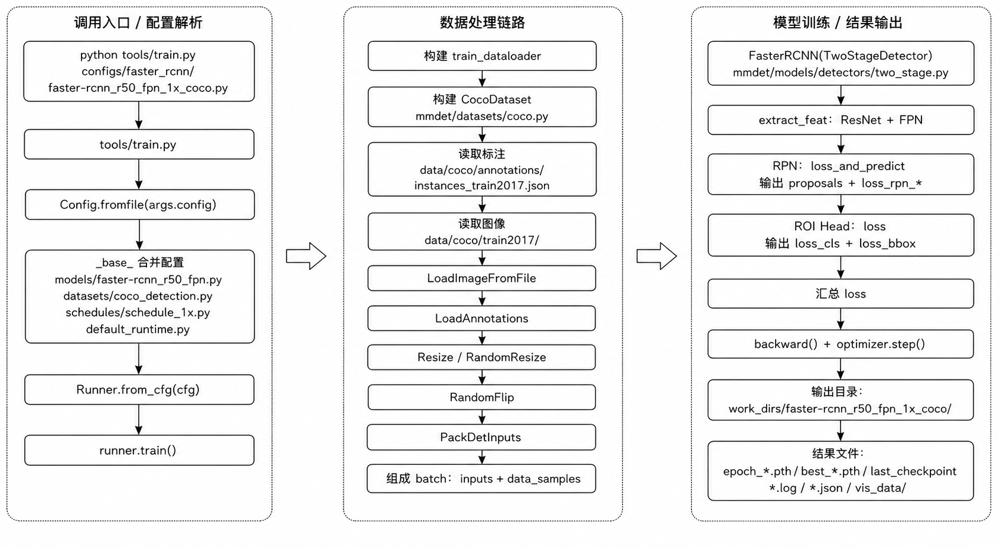 调用入口 / 配置解析
python tools/train.py
configs/faster_rcnn/
faster-rcnn_r50_fpn_1x_coco.py
tools/train.py
Config.fromfile(args.config)
_base_ 合并配置
models/faster-rcnn_r50_fpn.py
datasets/coco_detection.py
schedules/schedule_1x.py
default_runtime.py
Runner.from_cfg(cfg)
runner.train()
数据处理链路
构建 train_dataloader
构建 CocoDataset
mmdet/datasets/coco.py
读取标注
data/coco/annotations/
instances_train2017.json
读取图像
data/coco/train2017/
LoadImageFromFile
LoadAnnotations
Resize / RandomResize
RandomFlip
PackDetInputs
组成 batch：inputs + data_samples
模型训练 / 结果输出
FasterRCNN(TwoStageDetector)
mmdet/models/detectors/two_stage.py
extract_feat：ResNet + FPN
RPN：loss_and_predict
输出 proposals + loss_rpn_*
ROI Head：loss
输出 loss_cls + loss_bbox
汇总 loss
backward() + optimizer.step()
输出目录：
work_dirs/faster-rcnn_r50_fpn_1x_coco/
结果文件：
epoch_*.pth / best_*.pth / last_checkpoint
*.log / *.json / vis_data/